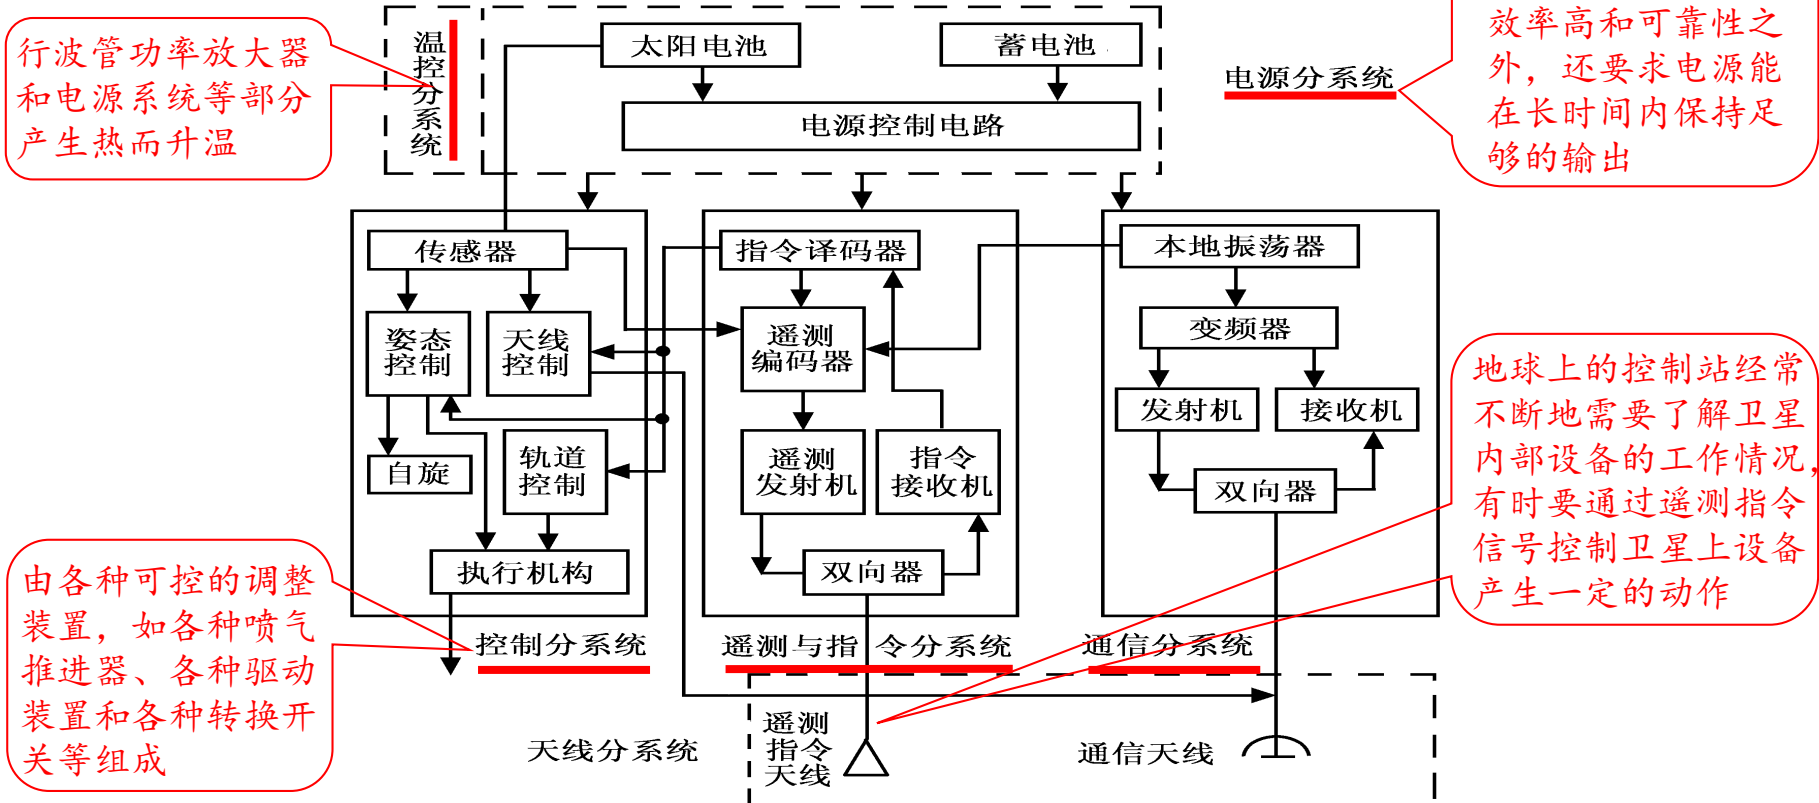 行波管功率放大器
和电源系统等部分
产生热而升温
温控分系统
太阳电池
蓄电池
电源控制电路
电源分系统
效率高和可靠性之
外，还要求电源能
在长时间内保持足
够的输出
传感器
姿态
控制
天线
控制
自旋
轨道
控制
执行机构
控制分系统
指令译码器
遥测
编码器
遥测
发射机
指令
接收机
双向器
遥测与指令分系统
本地振荡器
变频器
发射机
接收机
双向器
通信分系统
地球上的控制站经常
不断地需要了解卫星
内部设备的工作情况，
有时要通过遥测指令
信号控制卫星上设备
产生一定的动作
由各种可控的调整
装置，如各种喷气
推进器、各种驱动
装置和各种转换开
关等组成
天线分系统
遥测
指令
天线
通信天线